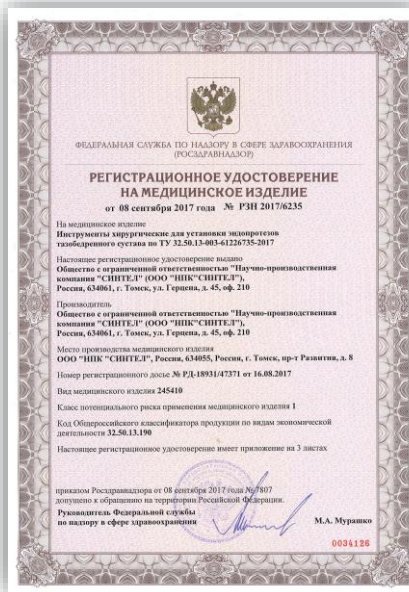 ФЕДЕРАЛЬНАЯ СЛУЖБА ПО НАДЗОРУ В СФЕРЕ ЗДРАВООХРАНЕНИЯ
(РОСЗДРАВНАДЗОР)
РЕГИСТРАЦИОННОЕ УДОСТОВЕРЕНИЕ
НА МЕДИЦИНСКОЕ ИЗДЕЛИЕ
от 08 сентября 2017 года № РЗН 2017/6235
На медицинское изделие
Инструменты хирургические для установки эндопротезов
тазобедренного сустава по ТУ 32.50.13-003-61226735-2017
Настоящее регистрационное удостоверение выдано
Общество с ограниченной ответственностью "Научно-производственная
компания "СИНТЕЛ" (ООО "НПК"СИНТЕЛ"),
Россия, 634061, г. Томск, ул. Герцена, д. 45, оф. 210
Производитель
Общество с ограниченной ответственностью "Научно-производственная
компания "СИНТЕЛ" (ООО "НПК"СИНТЕЛ"),
Россия, 634061, г. Томск, ул. Герцена, д. 45, оф. 210
Место производства медицинского изделия
ООО "НПК "СИНТЕЛ", Россия, 634055, Россия, г. Томск, пр-т Развития, д. 8
Номер регистрационного досье № РД-18931/47371 от 16.08.2017
Вид медицинского изделия 245410
Класс потенциального риска применения медицинского изделия 1
Код Общероссийского классификатора продукции по видам экономической
деятельности 32.50.13.190
Настоящее регистрационное удостоверение имеет приложение на 3 листах
приказом Росздравнадзора от 08 сентября 2017 года № 7807
допущено к обращению на территории Российской Федерации.
Руководитель Федеральной службы
по надзору в сфере здравоохранения
М.А. Мурашко
0034126